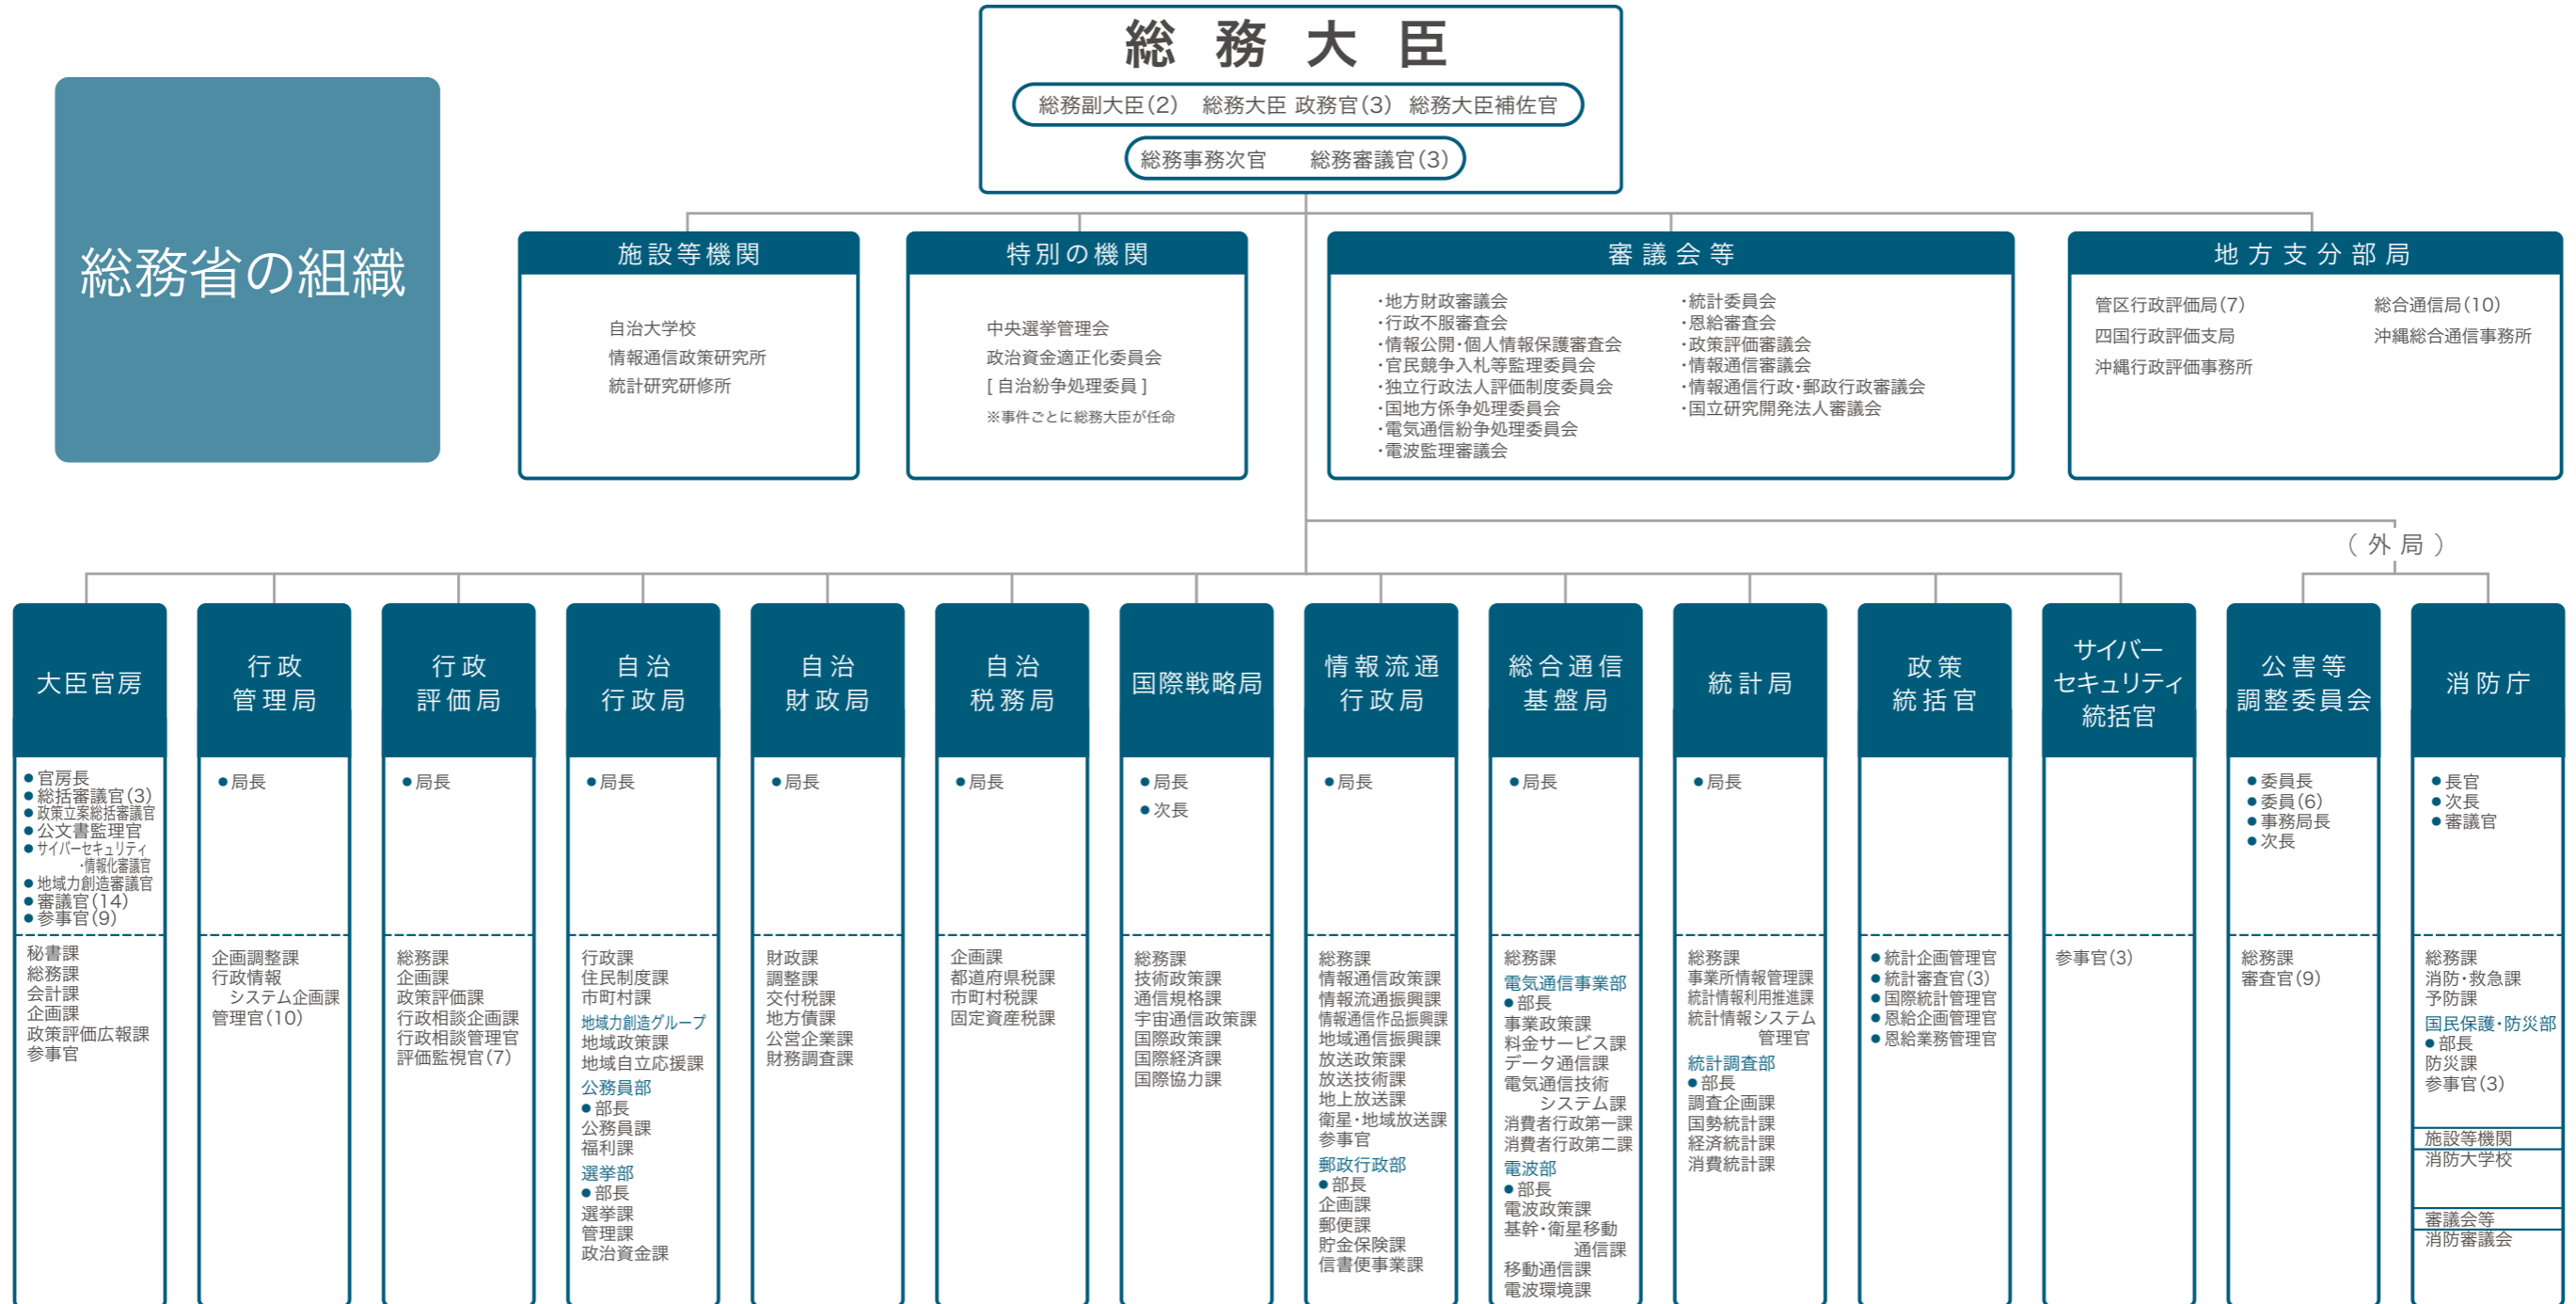 総務大臣
総務副大臣(2) 総務大臣 政務官(3) 総務大臣補佐官
総務事務次官 総務審議官(3)
総務省の組織
施設等機関
自治大学校
情報通信政策研究所
統計研究研修所
特別の機関
中央選挙管理会
政治資金適正化委員会
[自治紛争処理委員]
※事件ごとに総務大臣が任命
審議会等
・地方財政審議会
・行政不服審査会
・情報公開・個人情報保護審査会
・官民競争入札等監理委員会
・独立行政法人評価制度委員会
・国地方係争処理委員会
・電気通信紛争処理委員会
・電波監理審議会
・統計委員会
・恩給審査会
・政策評価審議会
・情報通信審議会
・情報通信行政・郵政行政審議会
・国立研究開発法人審議会
地方支分部局
管区行政評価局(7)
四国行政評価支局
沖縄行政評価事務所
総合通信局(10)
沖縄総合通信事務所
(外局)
大臣官房
●官房長
●総括審議官(3)
●政策立案総括審議官
●公文書監理官
●サイバーセキュリティ
・情報化審議官
●地域力創造審議官
●審議官(14)
●参事官(9)
秘書課
総務課
会計課
企画課
政策評価広報課
参事官
行政
管理局
●局長
企画調整課
行政情報
システム企画課
管理官(10)
行政
評価局
●局長
総務課
企画課
政策評価課
行政相談企画課
行政相談管理官
評価監視官(7)
自治
行政局
●局長
行政課
住民制度課
市町村課
地域力創造グループ
地域政策課
地域自立応援課
公務員部
●部長
公務員課
福利課
選挙部
●部長
選挙課
管理課
政治資金課
自治
財政局
●局長
財政課
調整課
交付税課
地方債課
公営企業課
財務調査課
自治
税務局
●局長
企画課
都道府県税課
市町村税課
固定資産税課
国際戦略局
●局長
●次長
総務課
技術政策課
通信規格課
宇宙通信政策課
国際政策課
国際経済課
国際協力課
情報流通
行政局
●局長
総務課
情報通信政策課
情報流通振興課
情報通信作品振興課
地域通信振興課
放送政策課
放送技術課
地上放送課
衛星・地域放送課
参事官
郵政行政部
●部長
企画課
郵便課
貯金保険課
信書便事業課
総合通信
基盤局
●局長
総務課
電気通信事業部
●部長
事業政策課
料金サービス課
データ通信課
電気通信技術
システム課
消費者行政第一課
消費者行政第二課
電波部
●部長
電波政策課
基幹・衛星移動
通信課
移動通信課
電波環境課
統計局
●局長
総務課
事業所情報管理課
統計情報利用推進課
統計情報システム
管理官
統計調査部
●部長
調査企画課
国勢統計課
経済統計課
消費統計課
政策
統括官
●統計企画管理官
●統計審査官(3)
●国際統計管理官
●恩給企画管理官
●恩給業務管理官
サイバー
セキュリティ
統括官
参事官(3)
公害等
調整委員会
●委員長
●委員(6)
●事務局長
●次長
総務課
審査官(9)
消防庁
●長官
●次長
●審議官
総務課
消防・救急課
予防課
国民保護・防災部
●部長
防災課
参事官(3)
施設等機関
消防大学校
審議会等
消防審議会